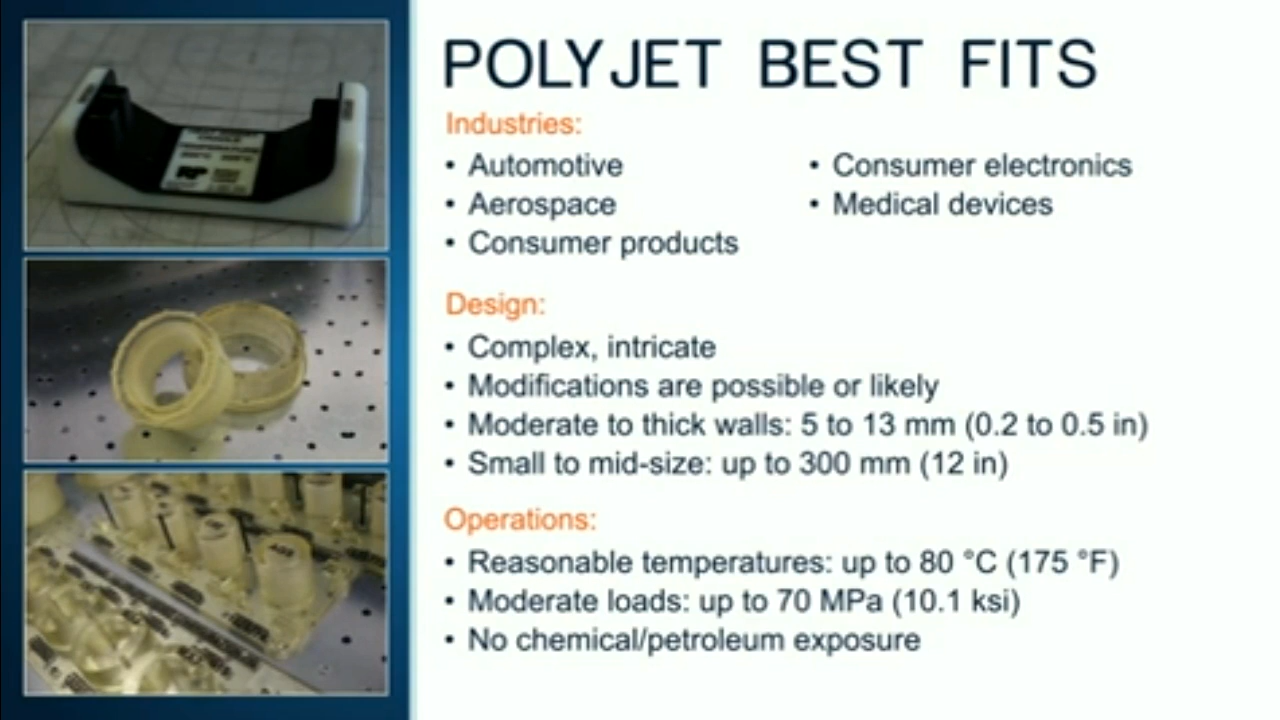 POLYJET BEST FITS
Industries:
• Automotive
• Aerospace
• Consumer products
• Consumer electronics
• Medical devices
Design:
• Complex, intricate
• Modifications are possible or likely
• Moderate to thick walls: 5 to 13 mm (0.2 to 0.5 in)
• Small to mid-size: up to 300 mm (12 in)
Operations:
• Reasonable temperatures: up to 80 °C (175 °F)
• Moderate loads: up to 70 MPa (10.1 ksi)
• No chemical/petroleum exposure